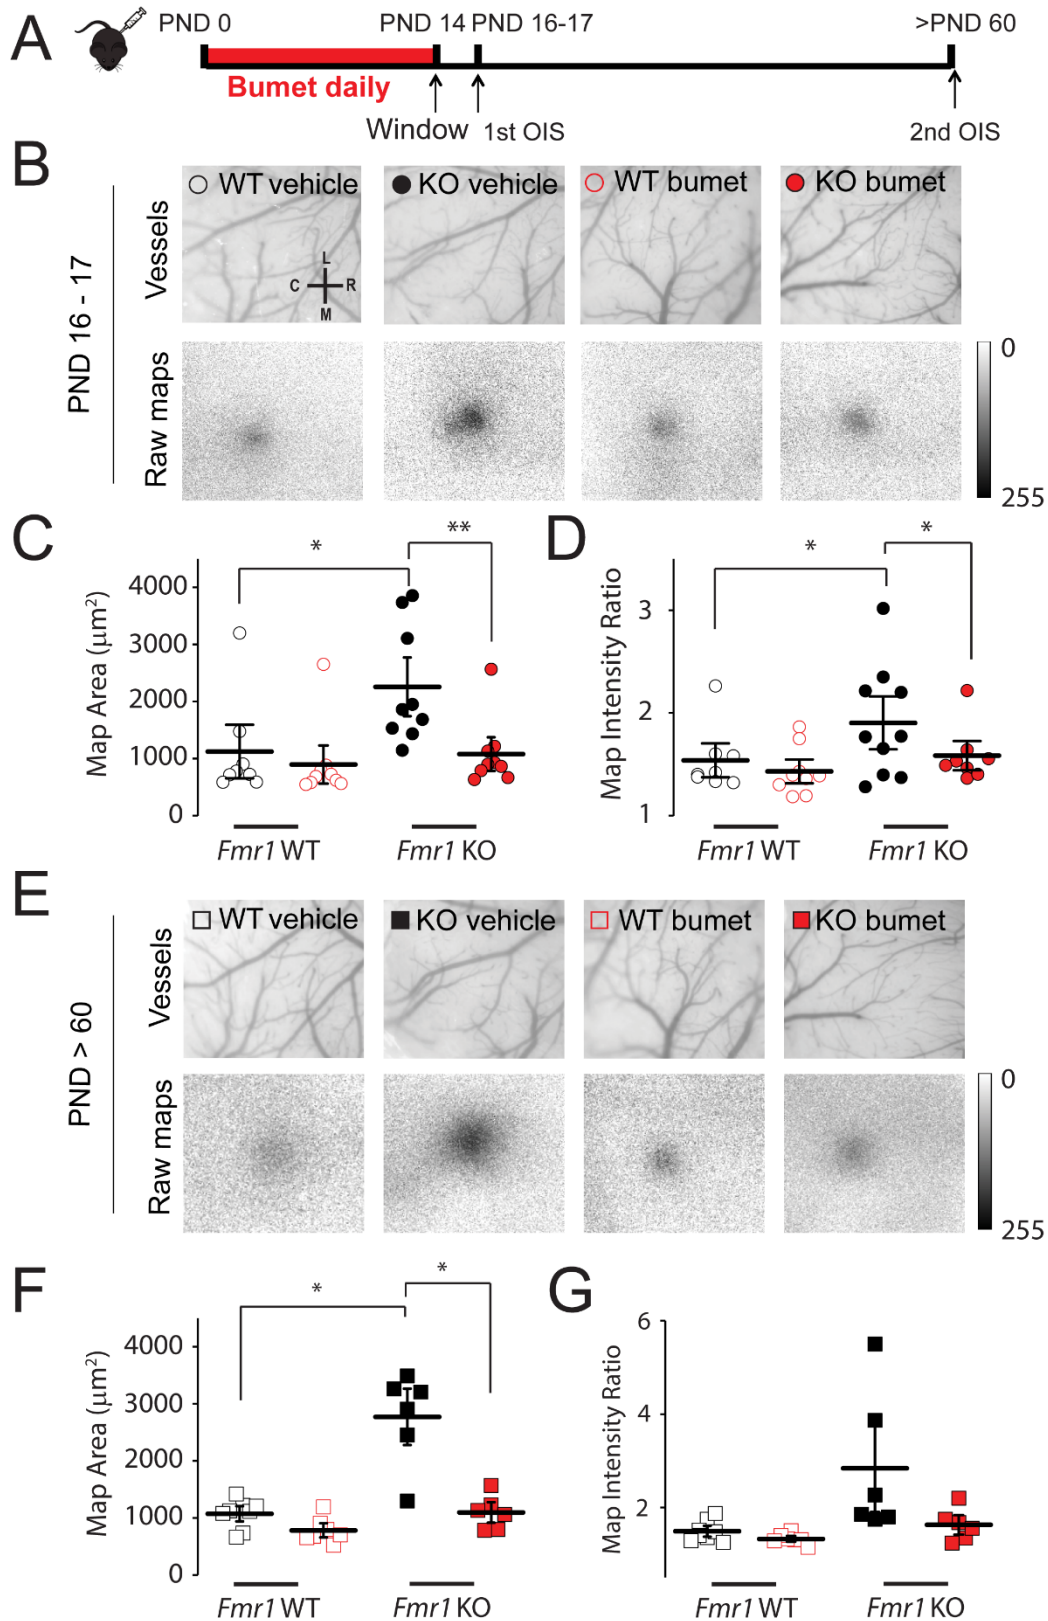 A
PND 0
PND 14
PND 16-17
>PND 60
Bumet daily
Window
1st OIS
2nd OIS
B
PND 16 - 17
Vessels
WT vehicle
KO vehicle
WT bumet
KO bumet
L
C
R
M
Raw maps
0
255
C
Map Area (µm²)
4000
3000
2000
1000
0
*
**
Fmr1 WT
Fmr1 KO
D
Map Intensity Ratio
3
2
1
*
*
Fmr1 WT
Fmr1 KO
E
PND > 60
Vessels
WT vehicle
KO vehicle
WT bumet
KO bumet
Raw maps
0
255
F
Map Area (µm²)
4000
3000
2000
1000
0
*
*
Fmr1 WT
Fmr1 KO
G
Map Intensity Ratio
6
4
2
Fmr1 WT
Fmr1 KO